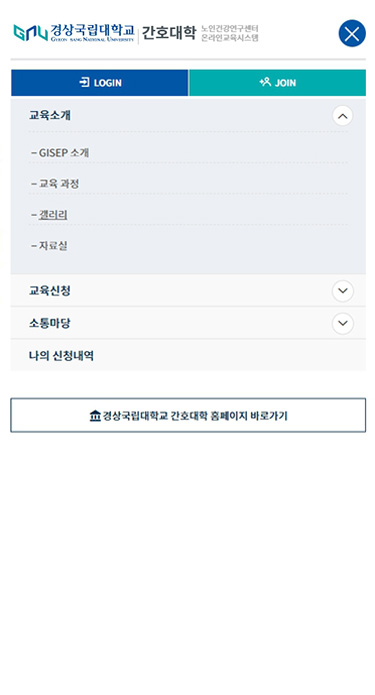 GNU 경상국립대학교 간호대학 노인건강연구센터
GYEONGSANG NATIONAL UNIVERSITY 온라인교육시스템
LOGIN JOIN
교육소개
– GISEP 소개
– 교육 과정
– 갤러리
– 자료실
교육신청
소통마당
나의 신청내역
경상국립대학교 간호대학 홈페이지 바로가기